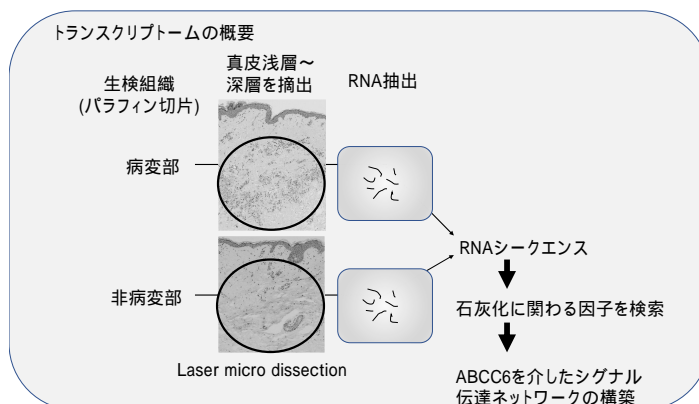 トランスクリプトームの概要
生検組織
(パラフィン切片)
真皮浅層～
深層を摘出
RNA抽出
病変部
非病変部
Laser micro dissection
RNAシークエンス
石灰化に関わる因子を検索
ABCC6を介したシグナル
伝達ネットワークの構築